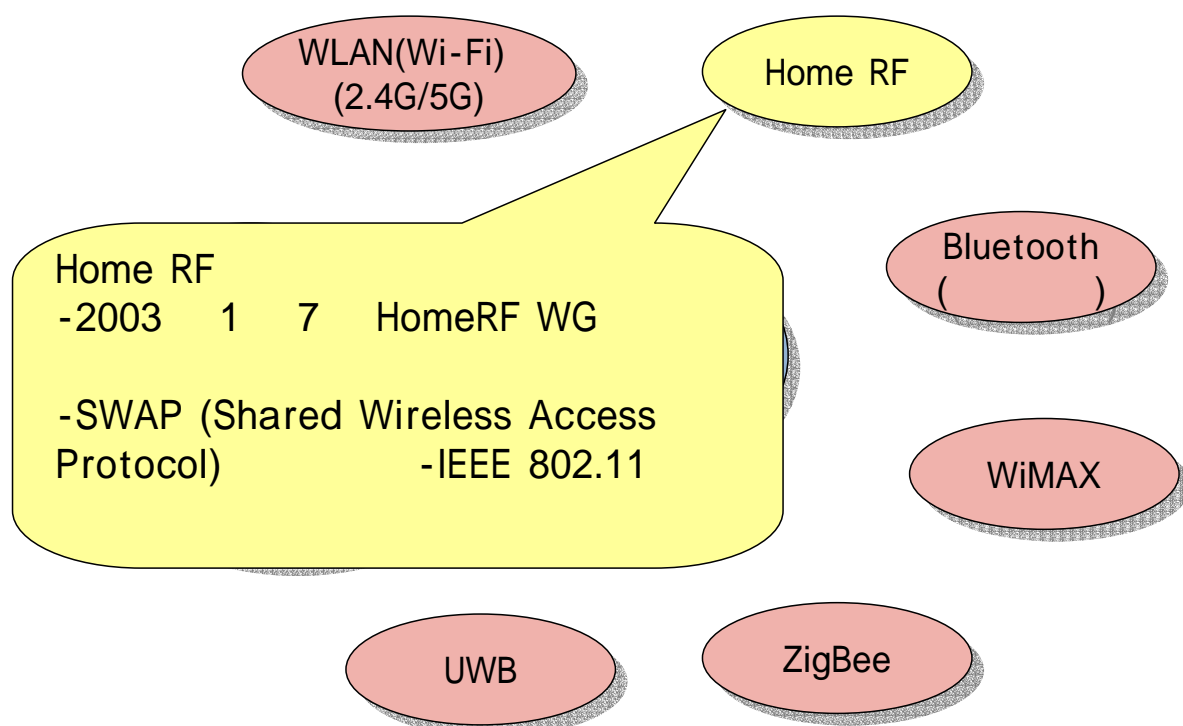 WLAN(Wi-Fi)
(2.4G/5G)
Home RF
Home RF
-2003 1 7 HomeRF WG
-SWAP (Shared Wireless Access
Protocol) -IEEE 802.11
Bluetooth
( )
WiMAX
UWB
ZigBee